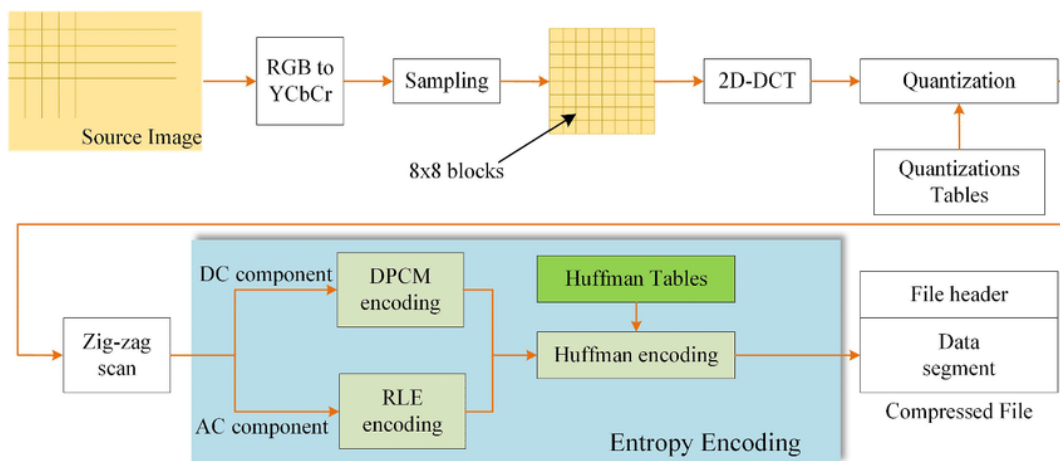 Source Image
RGB to
YCbCr
Sampling
8x8 blocks
2D-DCT
Quantization
Quantizations
Tables
Zig-zag
scan
DC component
AC component
DPCM
encoding
RLE
encoding
Huffman Tables
Huffman encoding
Entropy Encoding
File header
Data
segment
Compressed File